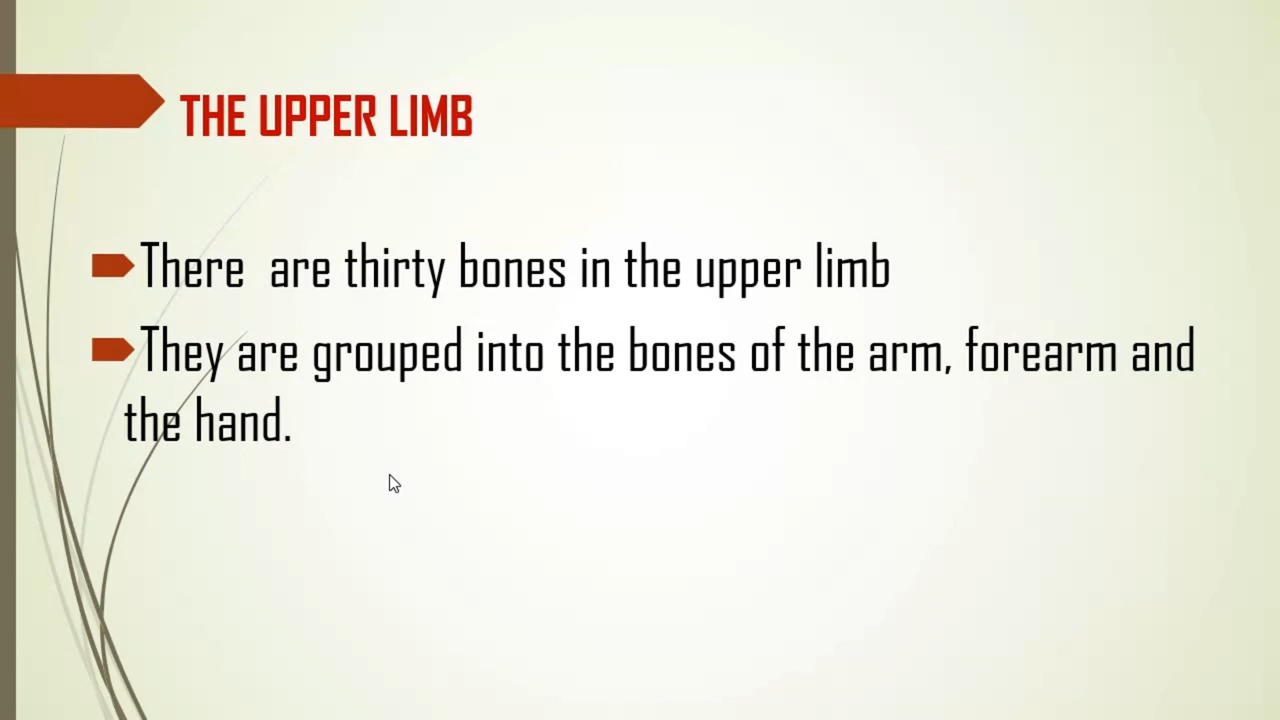 THE UPPER LIMB
There are thirty bones in the upper limb
They are grouped into the bones of the arm, forearm and
the hand.